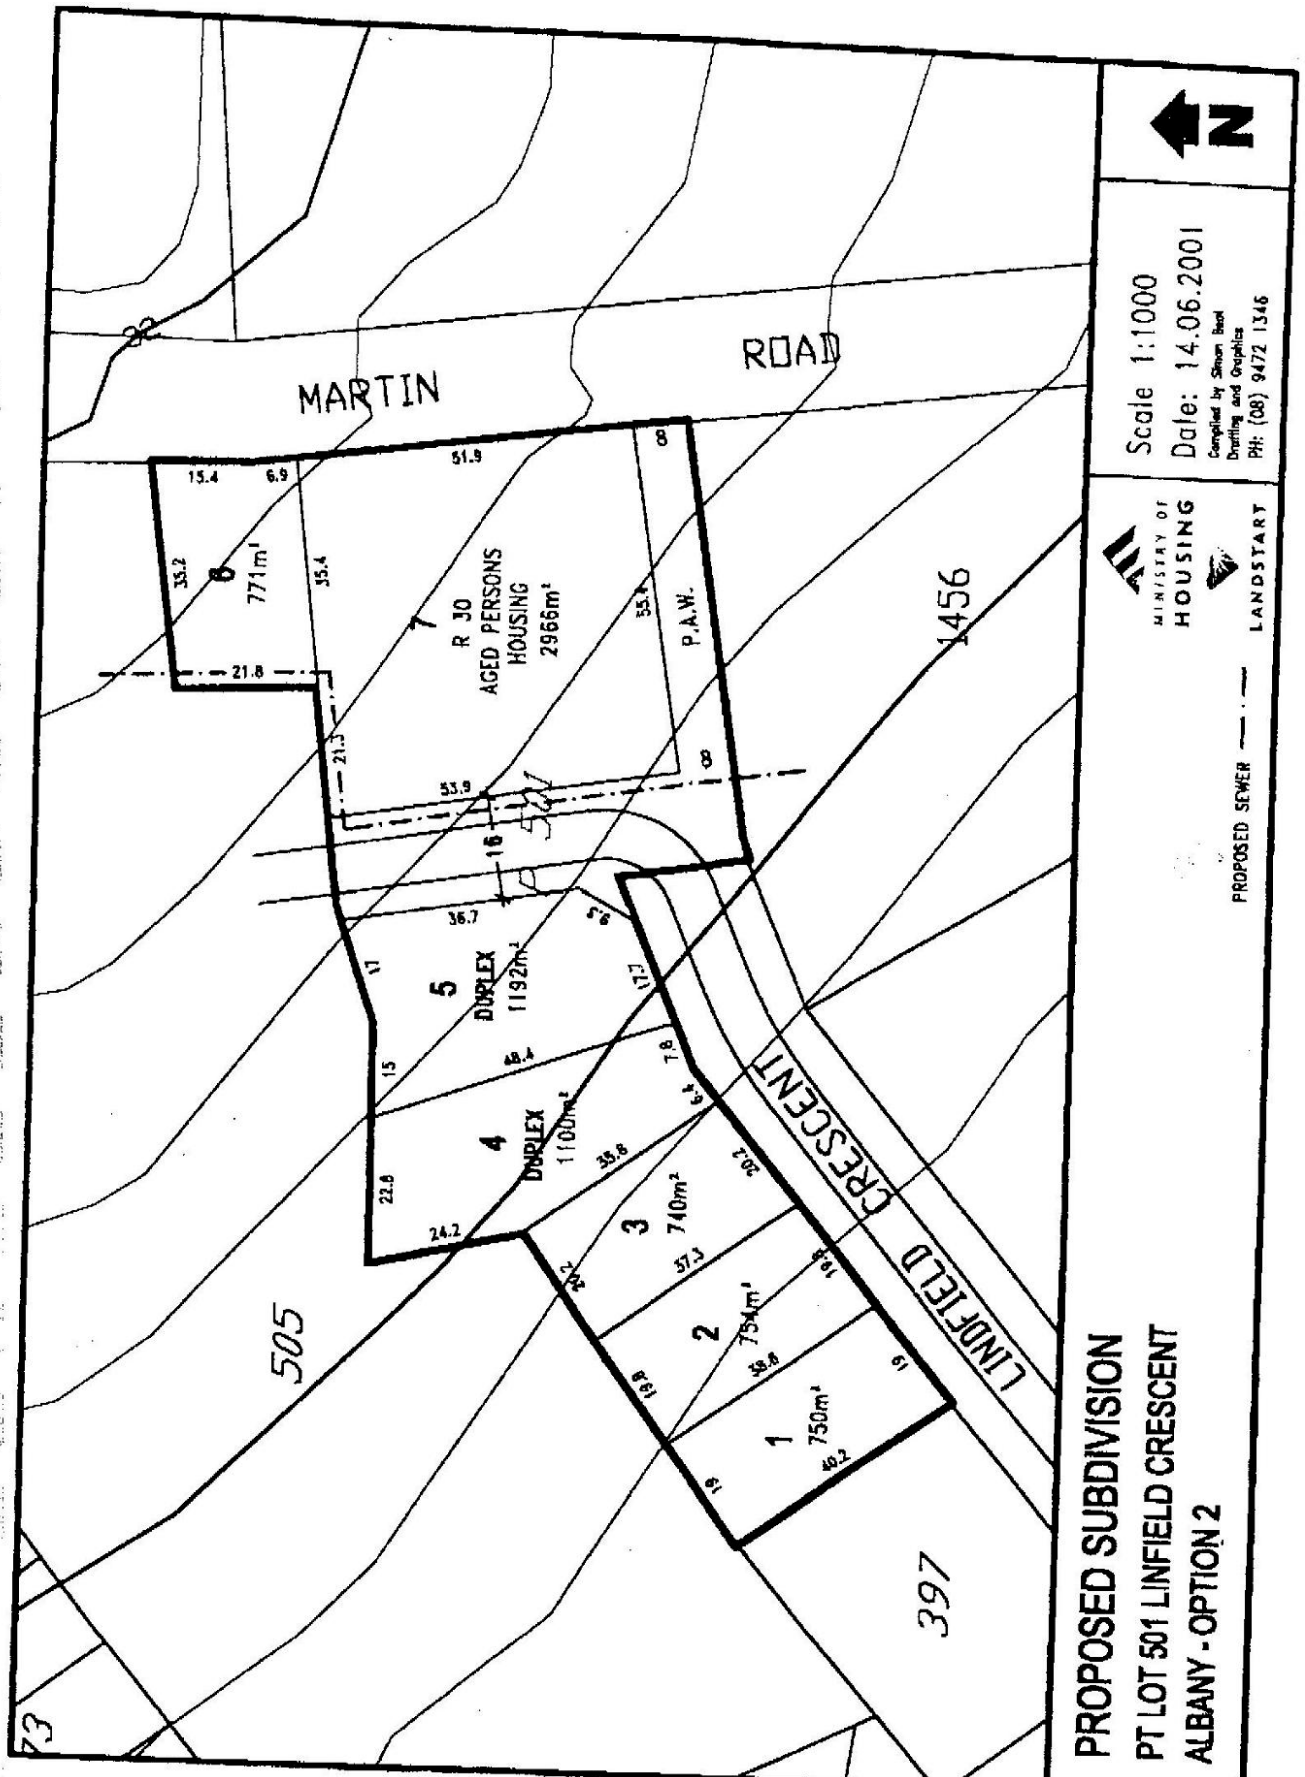 73
505
397
1456
32
MARTIN ROAD
LINDFIELD CRESCENT
P 501
16
1
750m²
19
40.2
19
38.8
2
754m²
19.8
19.8
37.3
3
740m²
20.2
20.2
35.8
4
DUPLEX
1100m²
24.2
22.8
6.4
7.8
48.4
5
DUPLEX
1192m²
15
17
17.7
9.3
36.7
6
771m²
35.2
15.4
6.9
21.8
35.4
7
R 30
AGED PERSONS
HOUSING
2966m²
51.9
21.3
53.9
55.4
P.A.W.
8
8
PROPOSED SUBDIVISION
PT LOT 501 LINFIELD CRESCENT
ALBANY - OPTION 2
PROPOSED SEWER
MINISTRY OF
HOUSING
LANDSTART
Scale 1:1000
Date: 14.06.2001
Compiled by Simon
Drafting and Graphics
PH: (08) 9472 1346
N